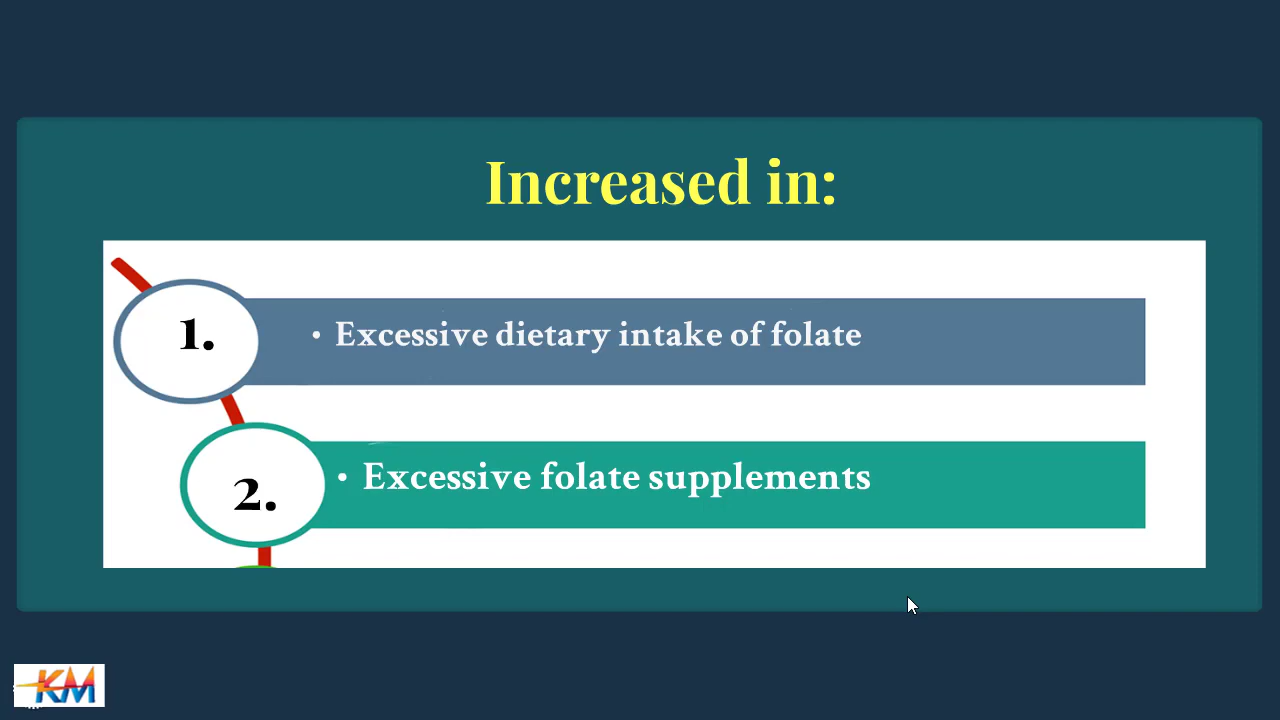 Increased in:
1.
• Excessive dietary intake of folate
2.
• Excessive folate supplements
KM